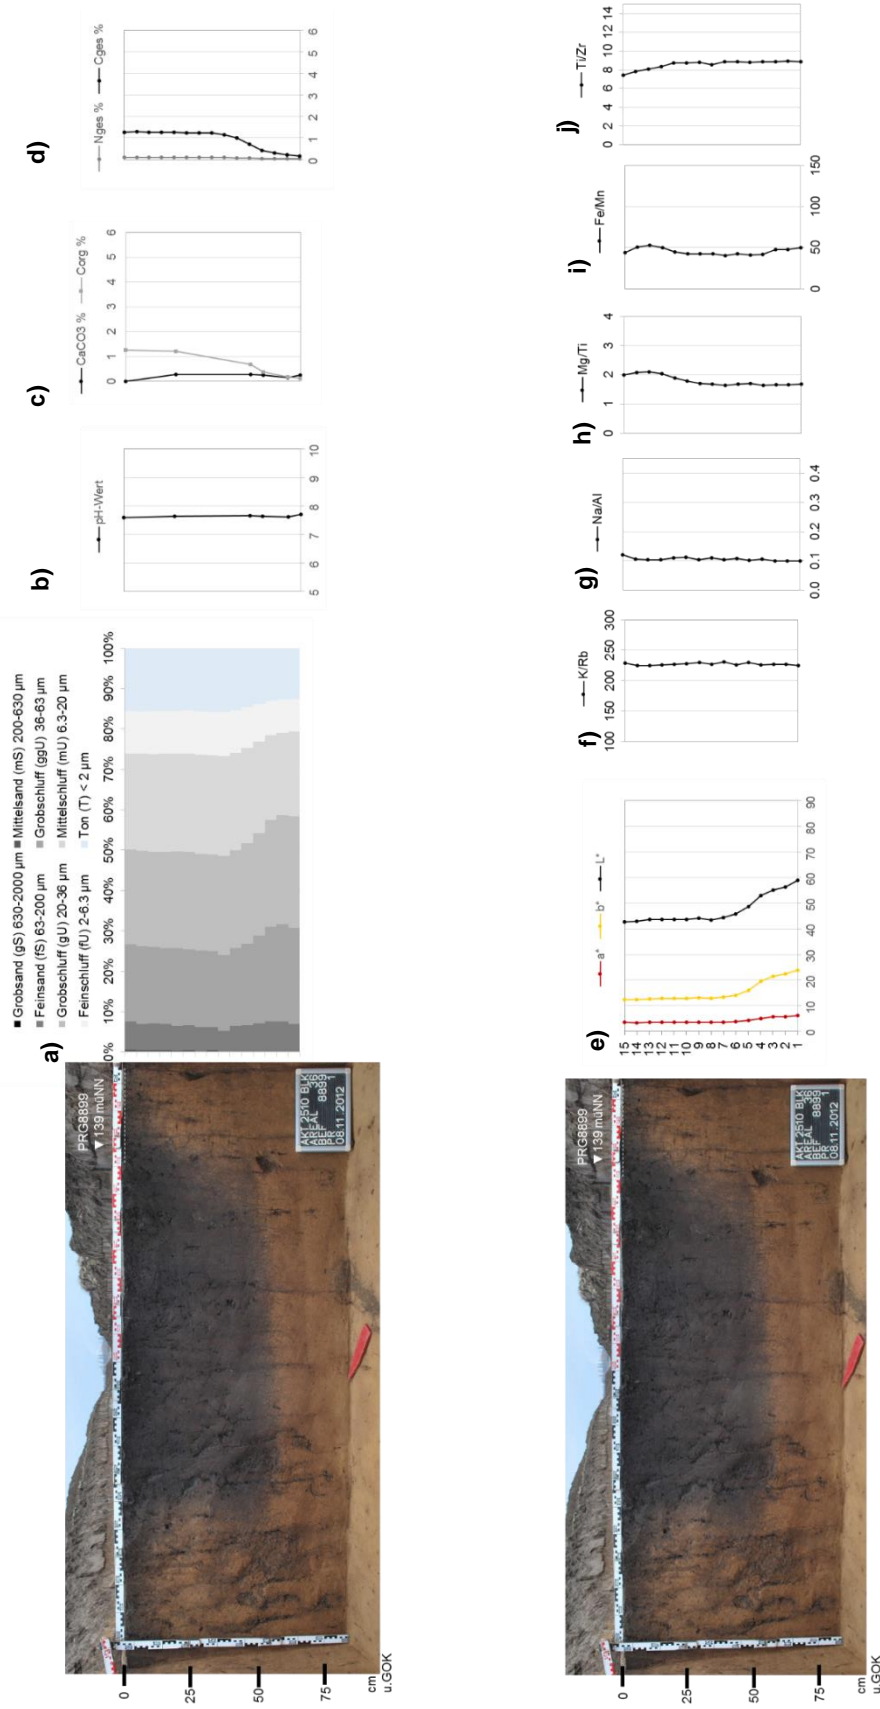 PRG8899
▼139 müNN
AKT 2510 BLK
AREAL 36
BEF 8899
PR 1
08.11.2012
0
25
50
75
cm
u.GOK
a)
Grobsand (gS) 630-2000 µm
Mittelsand (mS) 200-630 µm
Feinsand (fS) 63-200 µm
Grobschluff (ggU) 36-63 µm
Grobschluff (gU) 20-36 µm
Mittelschluff (mU) 6.3-20 µm
Feinschluff (fU) 2-6.3 µm
Ton (T) < 2 µm
0% 10% 20% 30% 40% 50% 60% 70% 80% 90% 100%
b)
pH-Wert
5 6 7 8 9 10
c)
CaCO3 % Corg %
0 1 2 3 4 5 6
d)
Nges % Cges %
0 1 2 3 4 5 6
PRG8899
▼139 müNN
AKT 2510 BLK
AREAL 36
BEF 8899
PR 1
08.11.2012
0
25
50
75
cm
u.GOK
e)
a* b* L*
15
14
13
12
11
10
9
8
7
6
5
4
3
2
1
0 10 20 30 40 50 60 70 80 90
f)
K/Rb
100 150 200 250 300
g)
Na/Al
0.0 0.1 0.2 0.3 0.4
h)
Mg/Ti
0 1 2 3 4
i)
Fe/Mn
0 50 100 150
j)
Ti/Zr
0 2 4 6 8 10 12 14